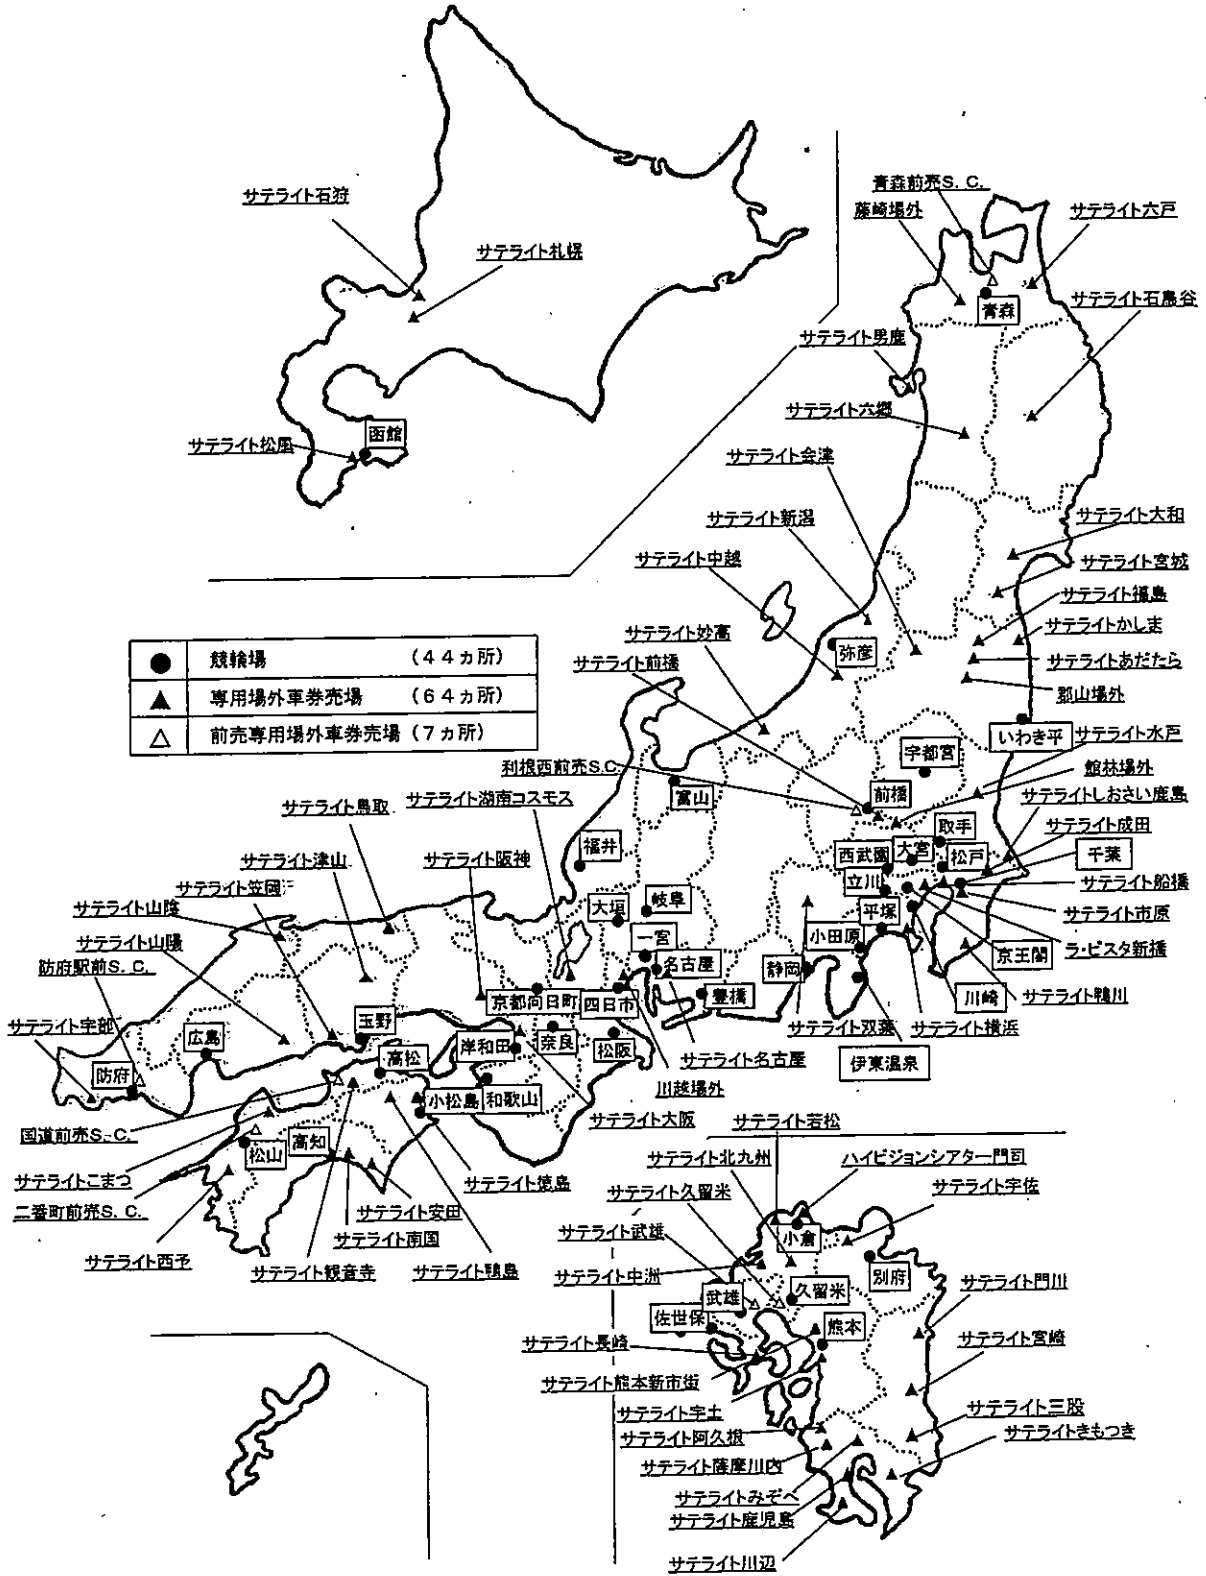 サテライト石狩
サテライト札幌
函館
サテライト松風
青森前売S.C.
藤崎場外
サテライト六戸
青森
サテライト石鳥谷
サテライト男鹿
サテライト六郷
サテライト会津
サテライト新潟
サテライト中越
サテライト大和
サテライト宮城
サテライト福島
サテライトかしま
サテライトあだたら
郡山場外
サテライト妙高
サテライト前橋
弥彦
● 競輪場 (44ヵ所)
▲ 専用場外車券売場 (64ヵ所)
△ 前売専用場外車券売場 (7ヵ所)
いわき平
宇都宮
サテライト水戸
館林場外
サテライトしおさい鹿島
サテライト成田
千葉
サテライト船橋
サテライト市原
ラ・ピスタ新橋
京王閣
川崎
サテライト鴨川
利根西前売S.C.
前橋
富山
取手
西武園
大宮
松戸
立川
平塚
小田原
静岡
サテライト双葉
サテライト横浜
伊東温泉
サテライト湖南コスモス
サテライト鳥取
サテライト津山
サテライト阪神
サテライト笠岡
サテライト山陰
サテライト山陽
防府駅前S.C.
サテライト宇部
福井
大垣
岐阜
一宮
名古屋
京都向日町
四日市
豊橋
広島
玉野
防府
高松
岸和田
奈良
松阪
サテライト名古屋
川越場外
小松島
和歌山
サテライト大阪
国道前売S.C.
松山
高知
サテライトこまつ
二番町前売S.C.
サテライト西予
サテライト徳島
サテライト安田
サテライト南国
サテライト観音寺
サテライト鴨島
サテライト若松
サテライト北九州
ハイビジョンシアター門司
サテライト久留米
サテライト宇佐
サテライト武雄
小倉
サテライト中洲
別府
武雄
久留米
サテライト門川
佐世保
熊本
サテライト長崎
サテライト宮崎
サテライト熊本新市街
サテライト宇土
サテライト三股
サテライト阿久根
サテライトきもつき
サテライト薩摩川内
サテライトみぞべ
サテライト鹿児島
サテライト川辺